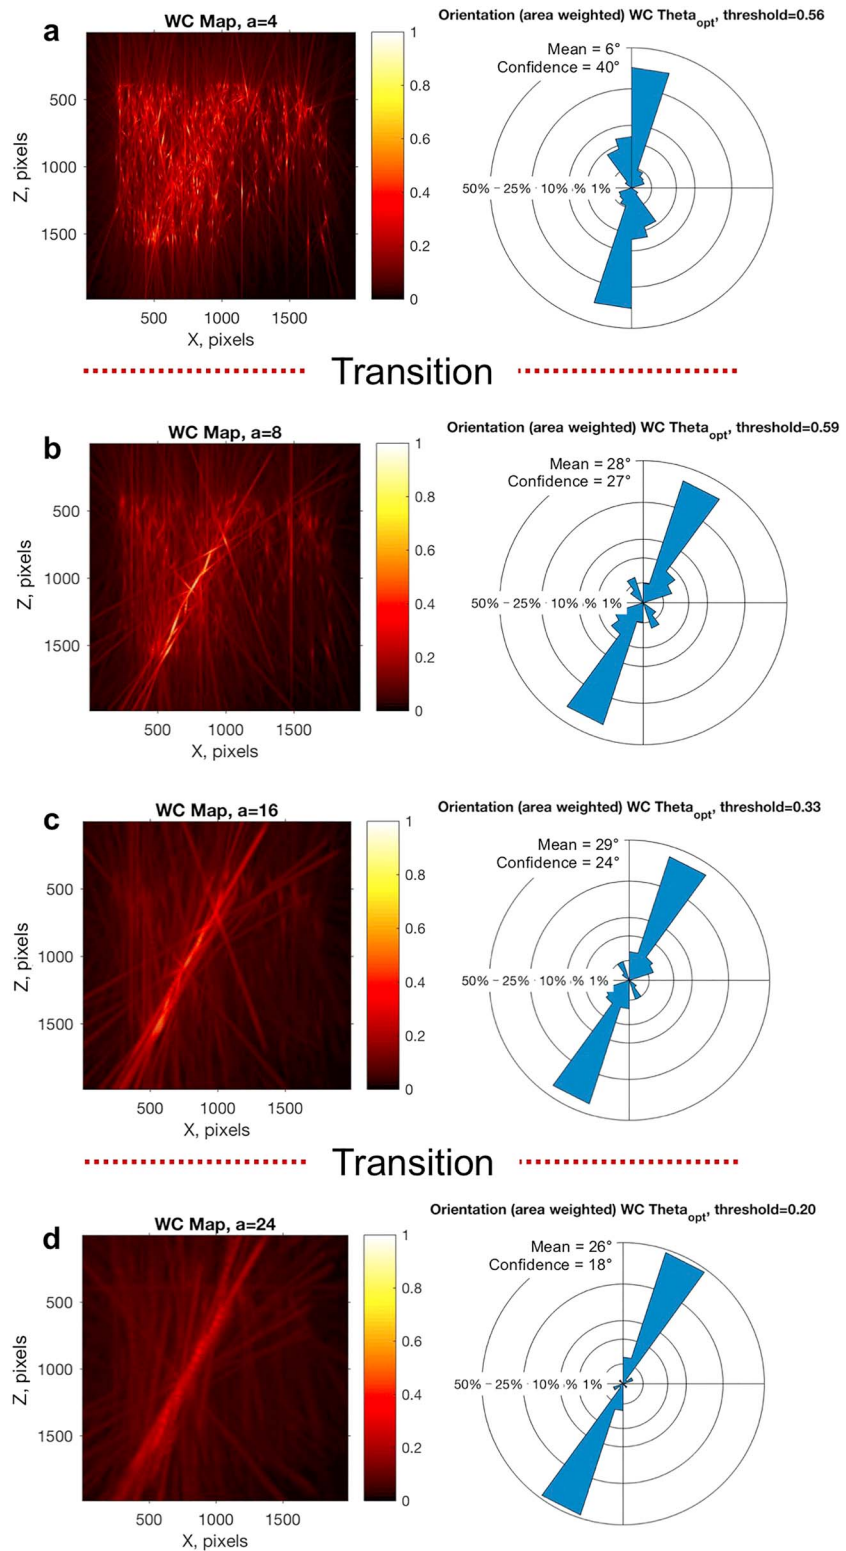 a
WC Map, a=4
Orientation (area weighted) WC Theta_opt, threshold=0.56
Mean = 6°
Confidence = 40°
1
0.8
0.6
0.4
0.2
0
500
1000
1500
Z, pixels
500 1000 1500
X, pixels
50% 25% 10% % 1%
Transition
b
WC Map, a=8
Orientation (area weighted) WC Theta_opt, threshold=0.59
Mean = 28°
Confidence = 27°
1
0.8
0.6
0.4
0.2
0
500
1000
1500
Z, pixels
500 1000 1500
X, pixels
50% 25% 10% % 1%
c
WC Map, a=16
Orientation (area weighted) WC Theta_opt, threshold=0.33
Mean = 29°
Confidence = 24°
1
0.8
0.6
0.4
0.2
0
500
1000
1500
Z, pixels
500 1000 1500
X, pixels
50% 25% 10% % 1%
Transition
d
WC Map, a=24
Orientation (area weighted) WC Theta_opt, threshold=0.20
Mean = 26°
Confidence = 18°
1
0.8
0.6
0.4
0.2
0
500
1000
1500
Z, pixels
500 1000 1500
X, pixels
50% 25% 10% % 1%